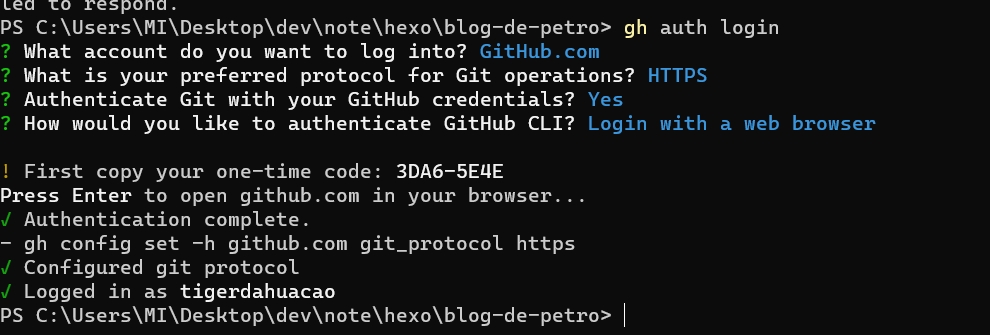 led to respond.
PS C:\Users\MI\Desktop\dev\note\hexo\blog-de-petro> gh auth login
? What account do you want to log into? GitHub.com
? What is your preferred protocol for Git operations? HTTPS
? Authenticate Git with your GitHub credentials? Yes
? How would you like to authenticate GitHub CLI? Login with a web browser
! First copy your one-time code: 3DA6-5E4E
Press Enter to open github.com in your browser...
√ Authentication complete.
- gh config set -h github.com git_protocol https
√ Configured git protocol
√ Logged in as tigerdahuacao
PS C:\Users\MI\Desktop\dev\note\hexo\blog-de-petro>